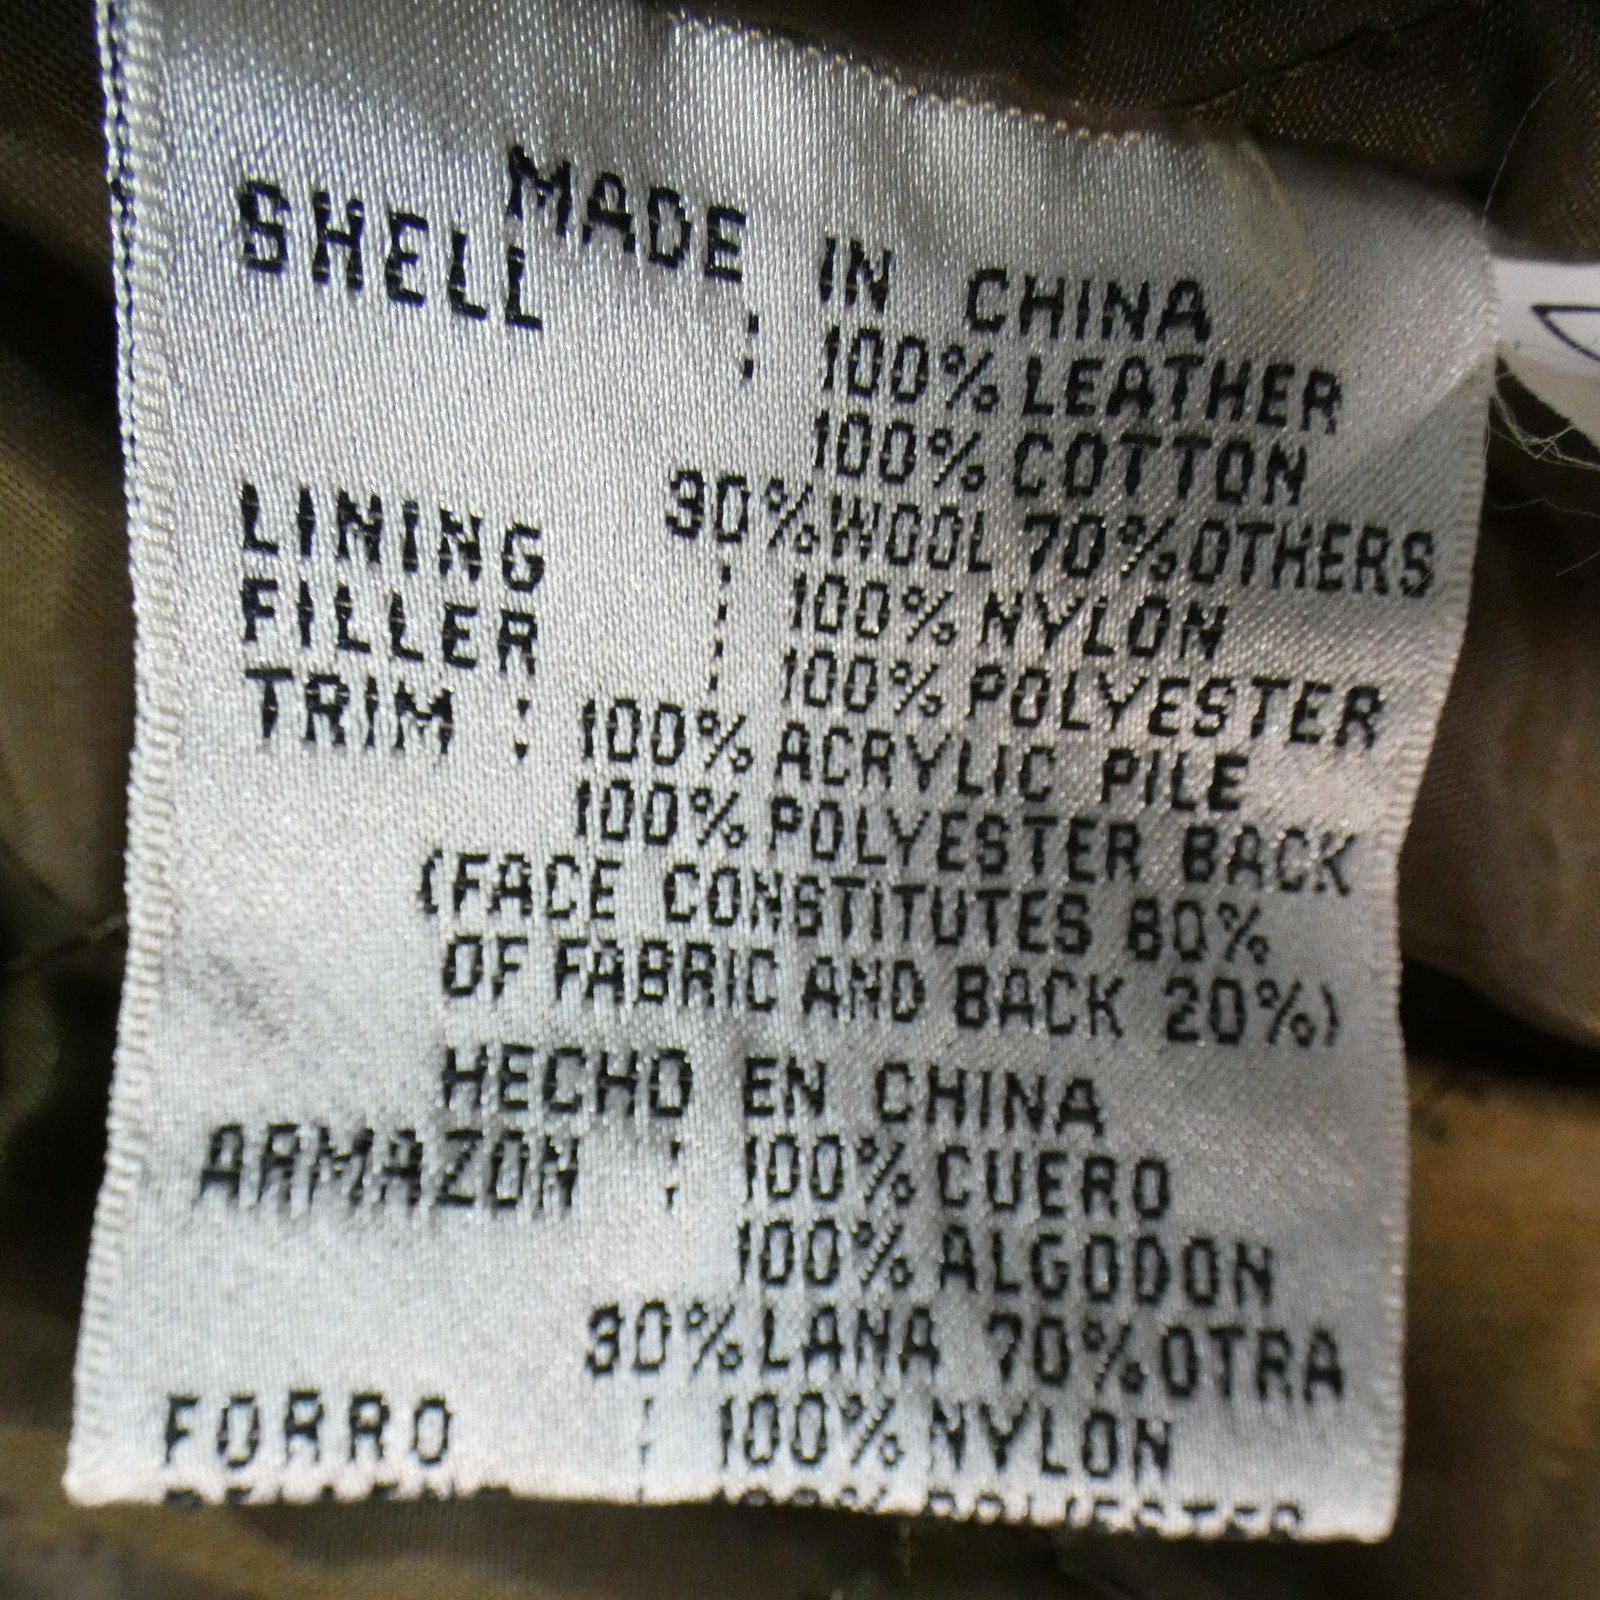 MADE IN CHINA
SHELL : 100% LEATHER
100% COTTON
30% WOOL 70% OTHERS
LINING : 100% NYLON
FILLER : 100% POLYESTER
TRIM : 100% ACRYLIC PILE
100% POLYESTER BACK
(FACE CONSTITUTES 80%
OF FABRIC AND BACK 20%)
HECHO EN CHINA
ARMAZON : 100% CUERO
100% ALGODON
30% LANA 70% OTRA
FORRO : 100% NYLON
100% POLYESTER